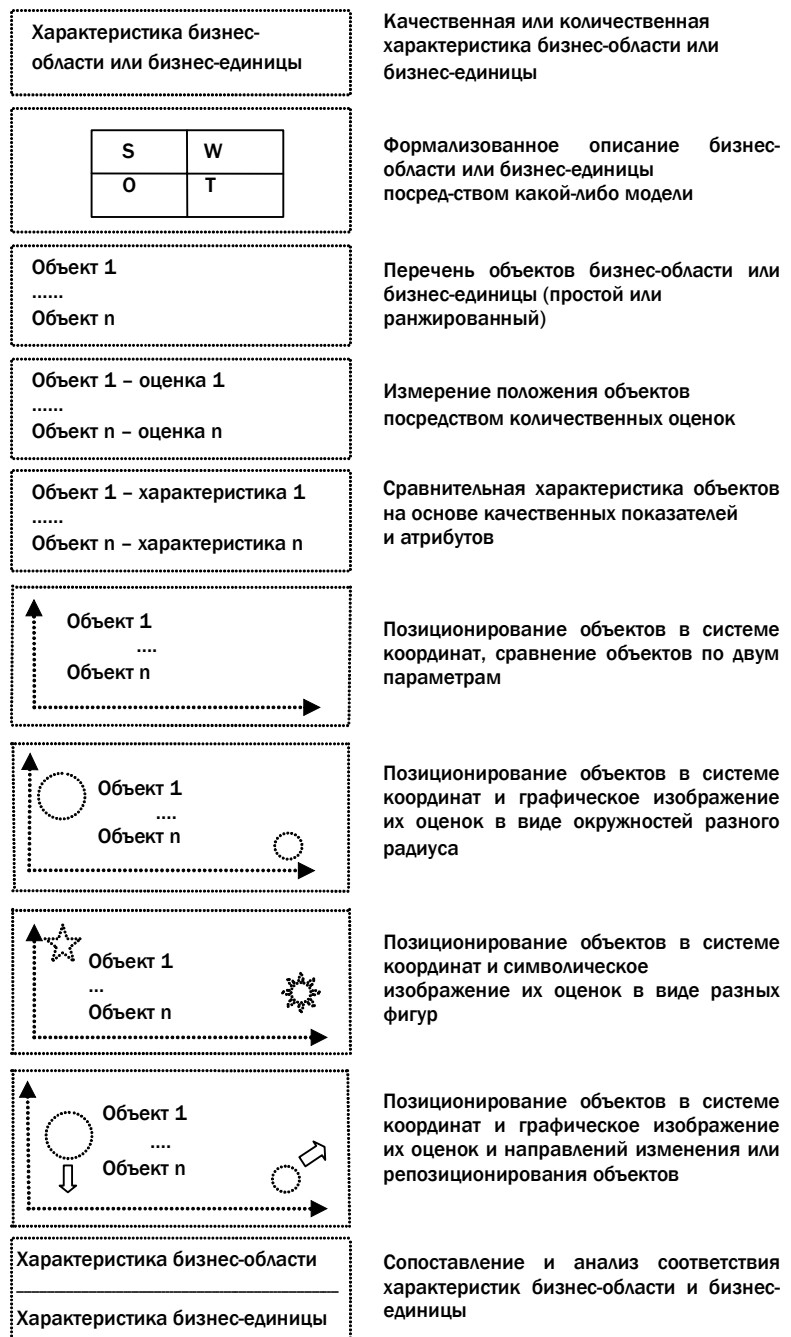 Характеристика бизнес-
области или бизнес-единицы
Качественная или количественная
характеристика бизнес-области или
бизнес-единицы
S W
O T
Формализованное описание бизнес-
области или бизнес-единицы
посред-ством какой-либо модели
Объект 1
......
Объект n
Перечень объектов бизнес-области или
бизнес-единицы (простой или
ранжированный)
Объект 1 – оценка 1
......
Объект n – оценка n
Измерение положения объектов
посредством количественных оценок
Объект 1 – характеристика 1
......
Объект n – характеристика n
Сравнительная характеристика объектов
на основе качественных показателей
и атрибутов
Объект 1
....
Объект n
Позиционирование объектов в системе
координат, сравнение объектов по двум
параметрам
Объект 1
....
Объект n
Позиционирование объектов в системе
координат и графическое изображение
их оценок в виде окружностей разного
радиуса
Объект 1
...
Объект n
Позиционирование объектов в системе
координат и символическое
изображение их оценок в виде разных
фигур
Объект 1
....
Объект n
Позиционирование объектов в системе
координат и графическое изображение
их оценок и направлений изменения или
репозиционирования объектов
Характеристика бизнес-области
Характеристика бизнес-единицы
Сопоставление и анализ соответствия
характеристик бизнес-области и бизнес-
единицы